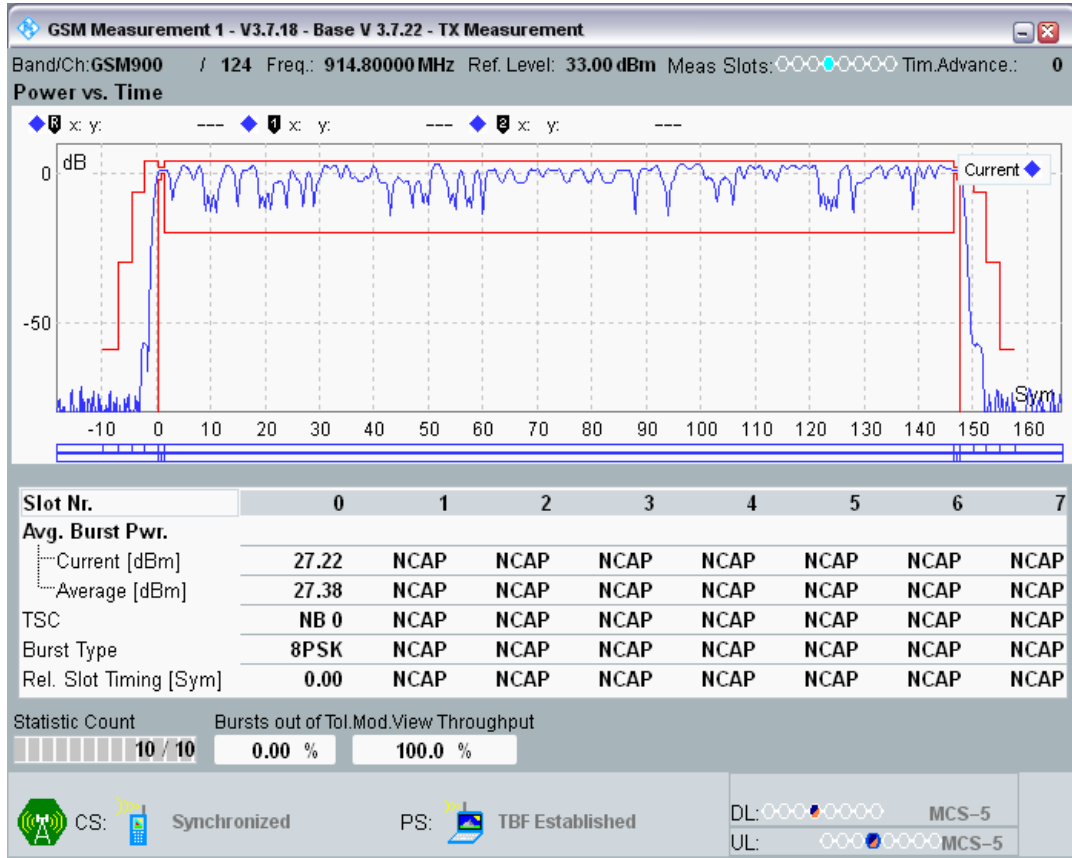 GSM Measurement 1 - V3.7.18 - Base V 3.7.22 - TX Measurement
Band/Ch:GSM900 / 124 Freq.: 914.80000 MHz Ref. Level: 33.00 dBm Meas Slots: Tim.Advance.: 0
Power vs. Time
R x: y: --- 1 x: y: --- 2 x: y: ---
dB
Current
0
-50
Sym
-10 0 10 20 30 40 50 60 70 80 90 100 110 120 130 140 150 160
Slot Nr. 0 1 2 3 4 5 6 7
Avg. Burst Pwr.
Current [dBm] 27.22 NCAP NCAP NCAP NCAP NCAP NCAP NCAP
Average [dBm] 27.38 NCAP NCAP NCAP NCAP NCAP NCAP NCAP
TSC NB 0 NCAP NCAP NCAP NCAP NCAP NCAP NCAP
Burst Type 8PSK NCAP NCAP NCAP NCAP NCAP NCAP NCAP
Rel. Slot Timing [Sym] 0.00 NCAP NCAP NCAP NCAP NCAP NCAP NCAP
Statistic Count Bursts out of Tol.Mod.View Throughput
10 / 10 0.00 % 100.0 %
CS: Synchronized PS: TBF Established DL: MCS-5
UL: MCS-5